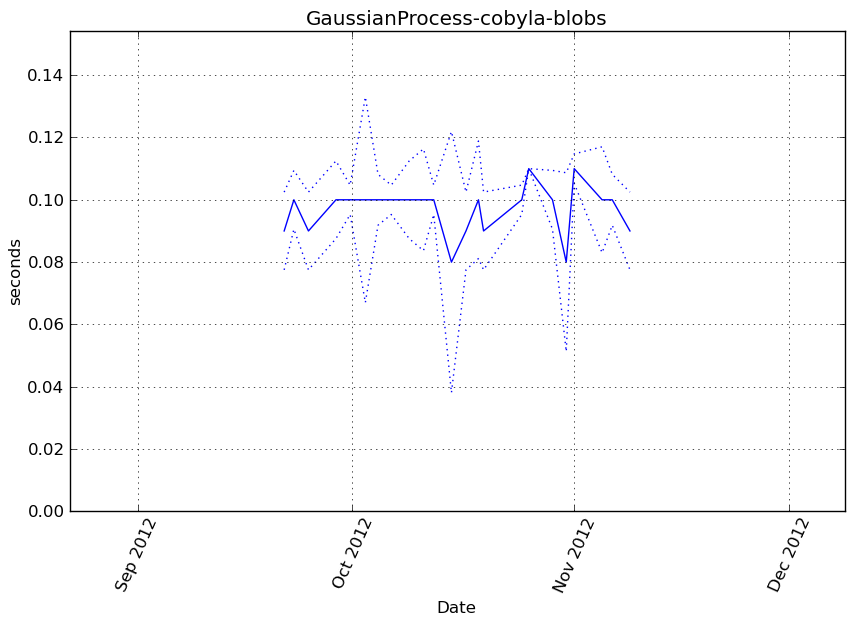 GaussianProcess-cobyla-blobs
0.14
0.12
0.10
0.08
0.06
0.04
0.02
0.00
seconds
Sep 2012
Oct 2012
Nov 2012
Dec 2012
Date